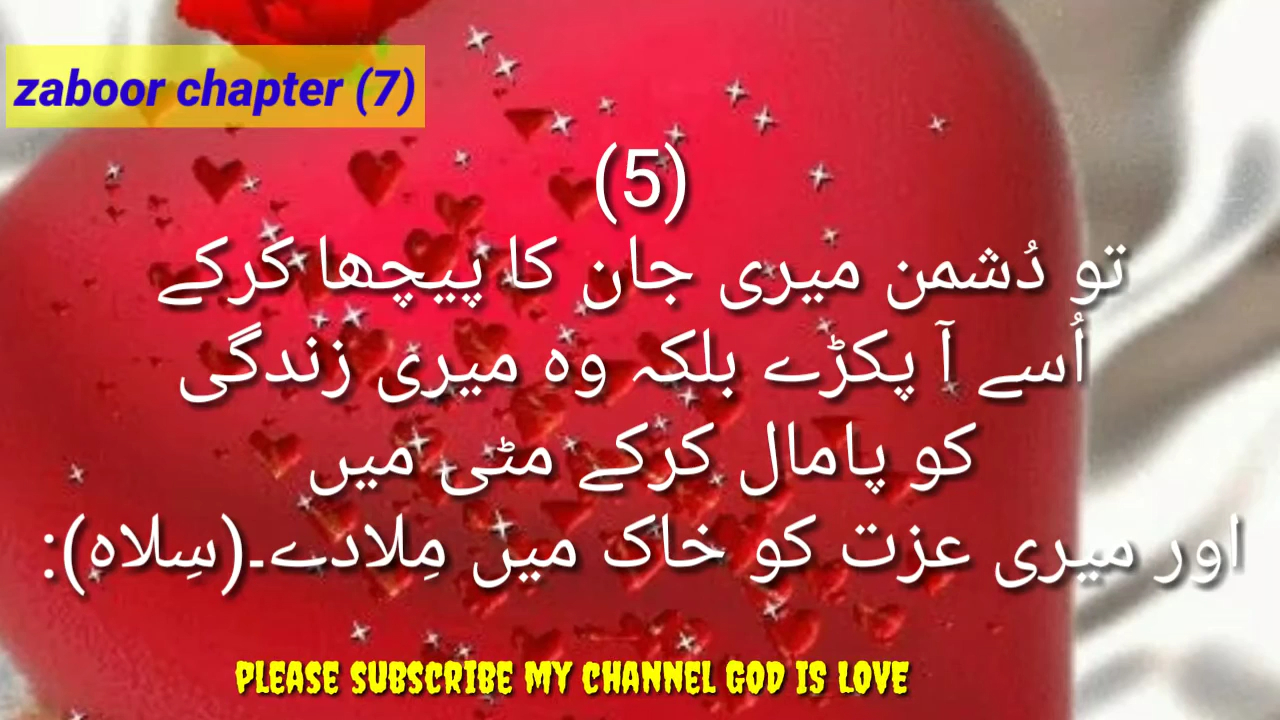 zaboor chapter (7)
(5)
تو دُشمن میری جان کا پیچھا کرکے
اُسے آ پکڑے بلکہ وہ میری زندگی
کو پامال کرکے مٹی میں
اور میری عزت کو خاک میں مِلادے۔(سِلاہ):
PLEASE SUBSCRIBE MY CHANNEL GOD IS LOVE